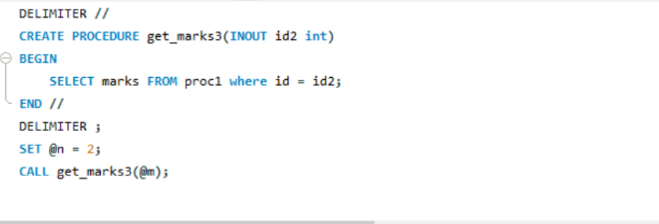 DELIMITER //
CREATE PROCEDURE get_marks3(INOUT id2 int)
BEGIN
SELECT marks FROM proc1 where id = id2;
END //
DELIMITER ;
SET @n = 2;
CALL get_marks3(@m);